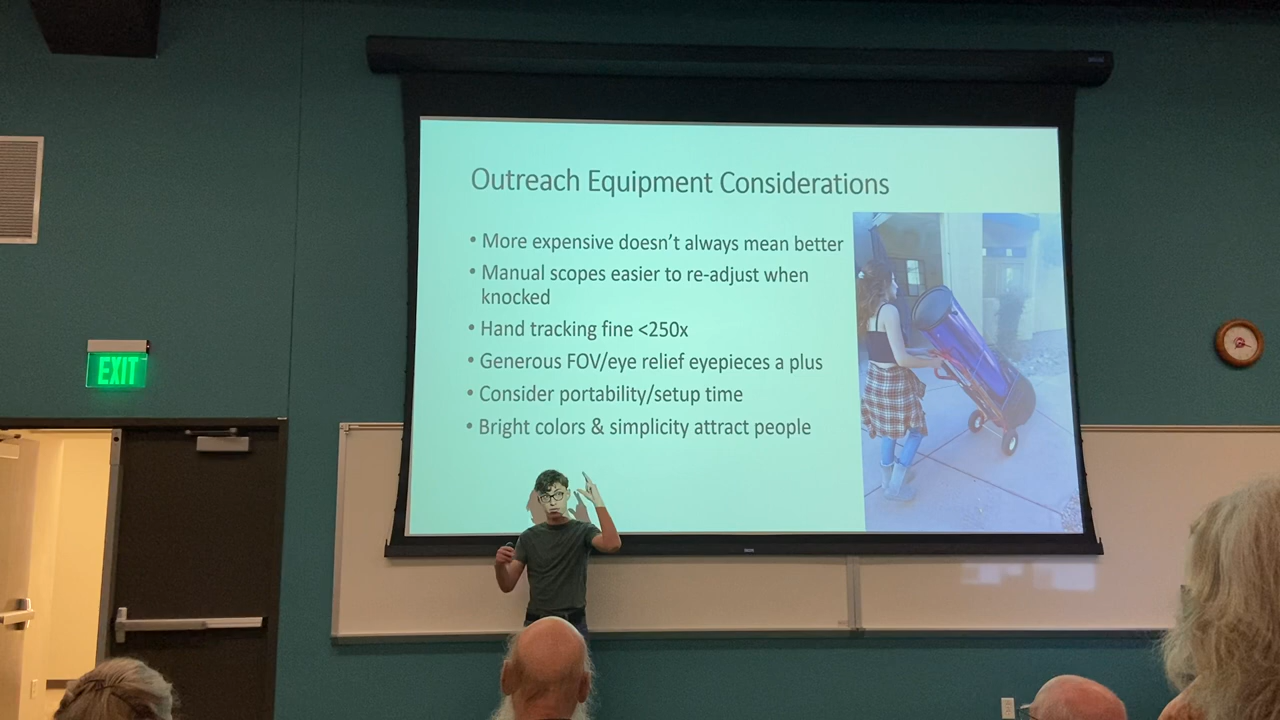 Outreach Equipment Considerations
• More expensive doesn't always mean better
• Manual scopes easier to re-adjust when
knocked
• Hand tracking fine <250x
• Generous FOV/eye relief eyepieces a plus
• Consider portability/setup time
• Bright colors & simplicity attract people
EXIT